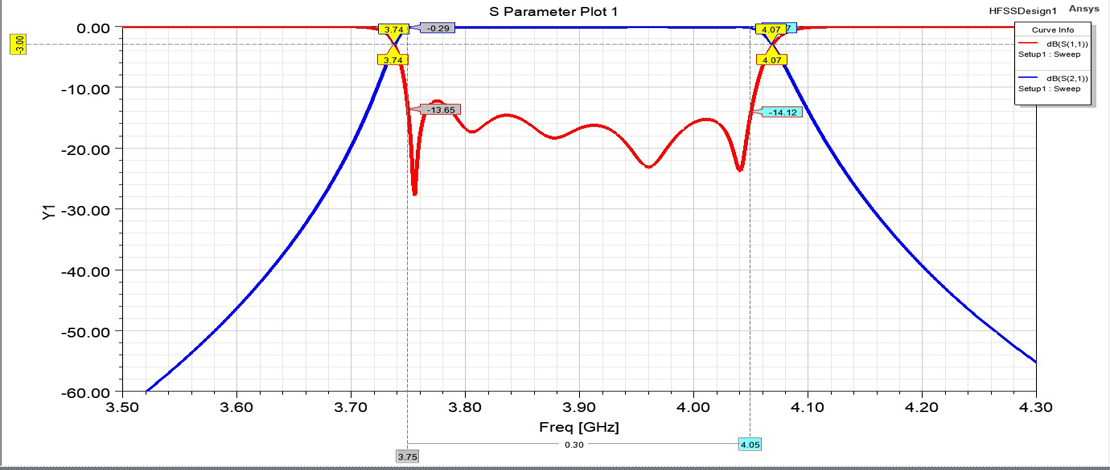 S Parameter Plot 1
HFSSDesign1
Ansys
Curve Info
dB(S(1,1))
Setup1 : Sweep
dB(S(2,1))
Setup1 : Sweep
0.00
-10.00
-20.00
-30.00
-40.00
-50.00
-60.00
Y1
-3.00
3.74
-0.29
4.07
7
3.74
4.07
-13.65
-14.12
3.50
3.60
3.70
3.80
3.90
4.00
4.10
4.20
4.30
Freq [GHz]
0.30
3.75
4.05